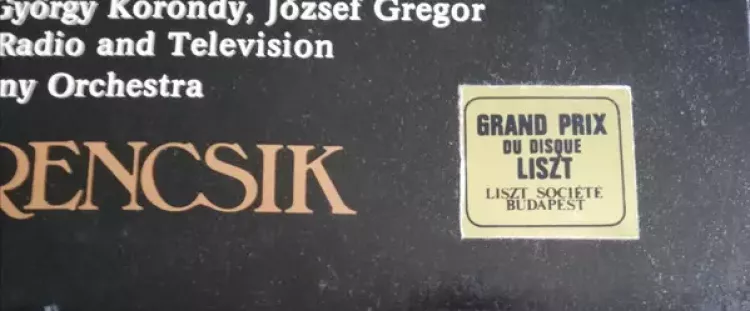 György Korondy, József Gregor
Radio and Television
ny Orchestra
RENCSIK
GRAND PRIX
DU DISQUE
LISZT
LISZT SOCIÉTÉ
BUDAPEST